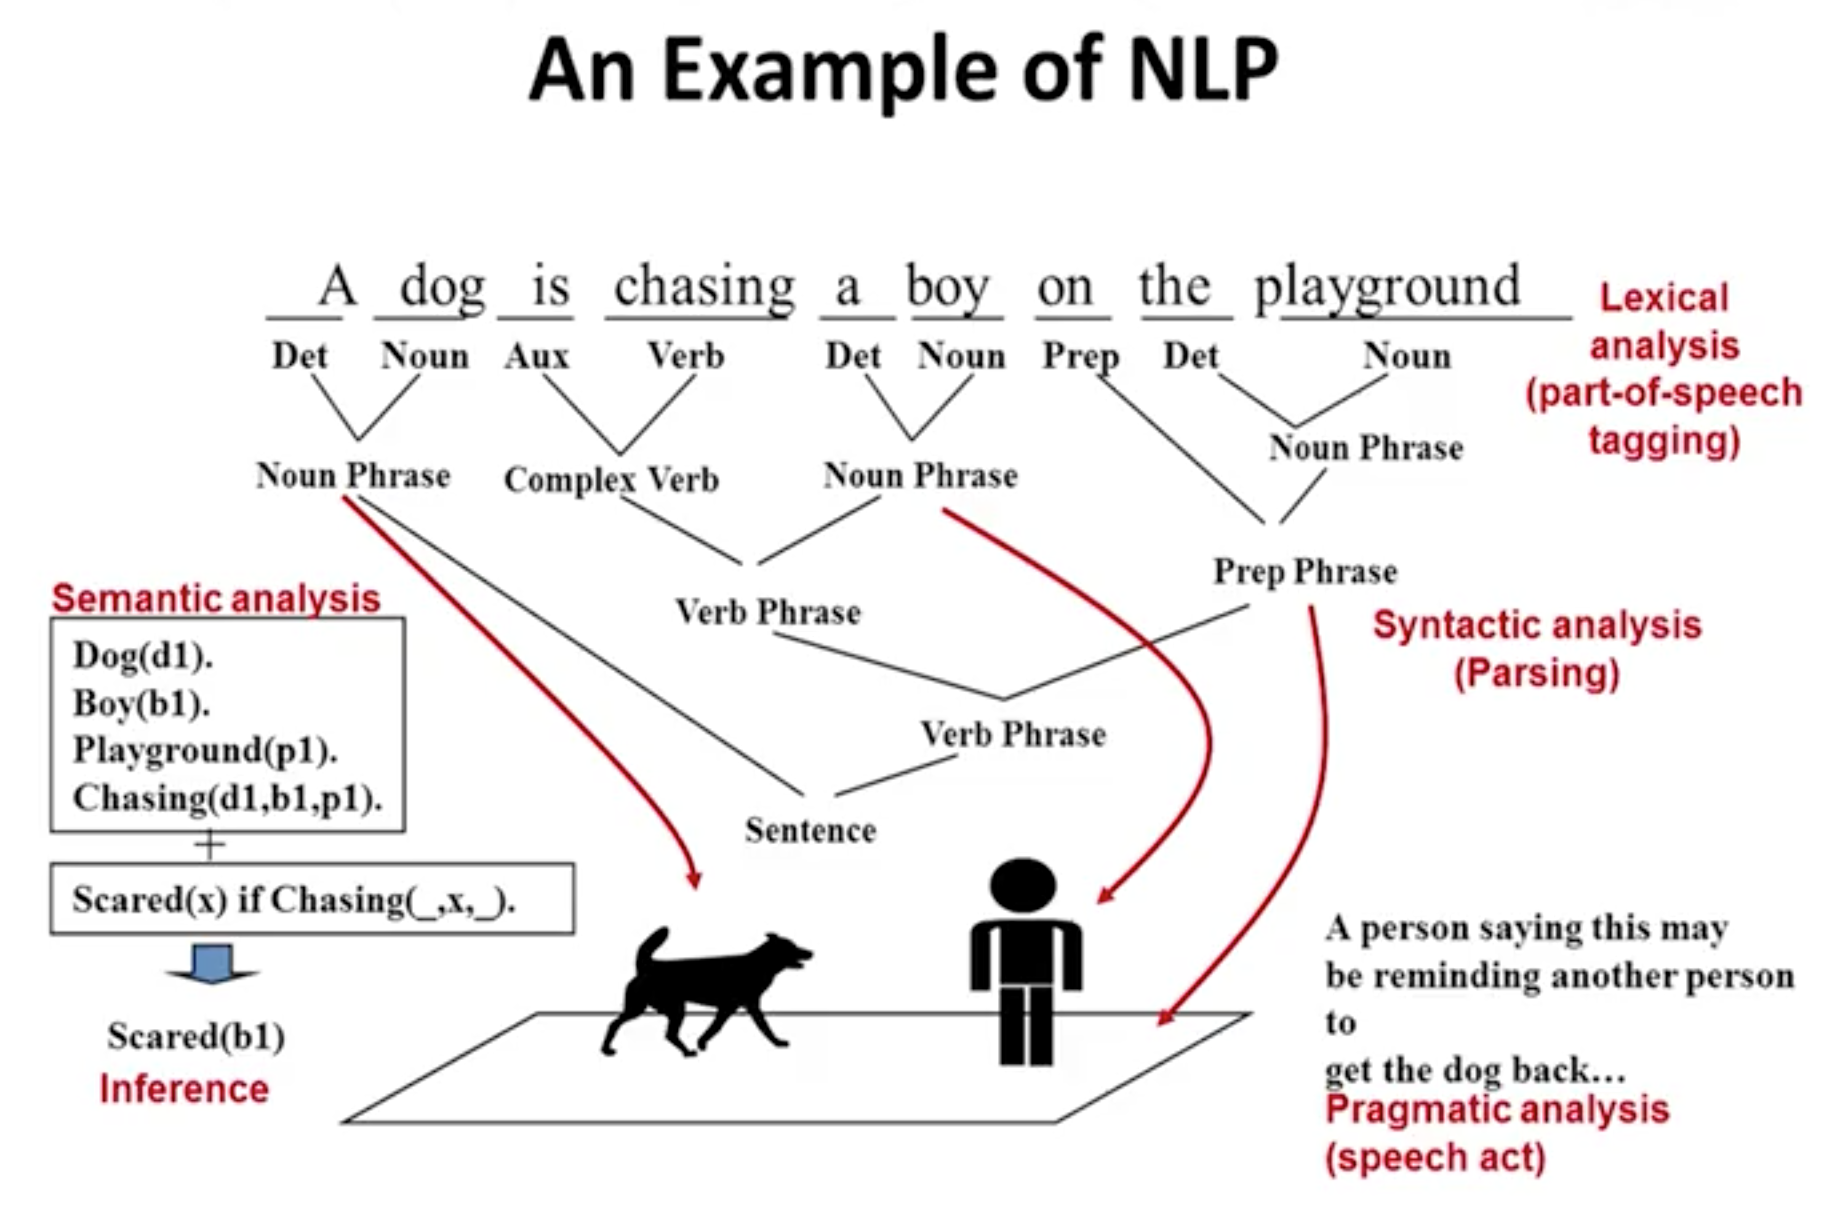 An Example of NLP
A dog is chasing a boy on the playground
Det Noun Aux Verb Det Noun Prep Det Noun
Lexical
analysis
(part-of-speech
tagging)
Noun Phrase
Noun Phrase Complex Verb Noun Phrase
Prep Phrase
Semantic analysis
Verb Phrase
Syntactic analysis
(Parsing)
Dog(d1).
Boy(b1).
Playground(p1).
Chasing(d1,b1,p1).
+
Verb Phrase
Sentence
Scared(x) if Chasing(_,x,_).
Scared(b1)
Inference
A person saying this may
be reminding another person
to
get the dog back…
Pragmatic analysis
(speech act)